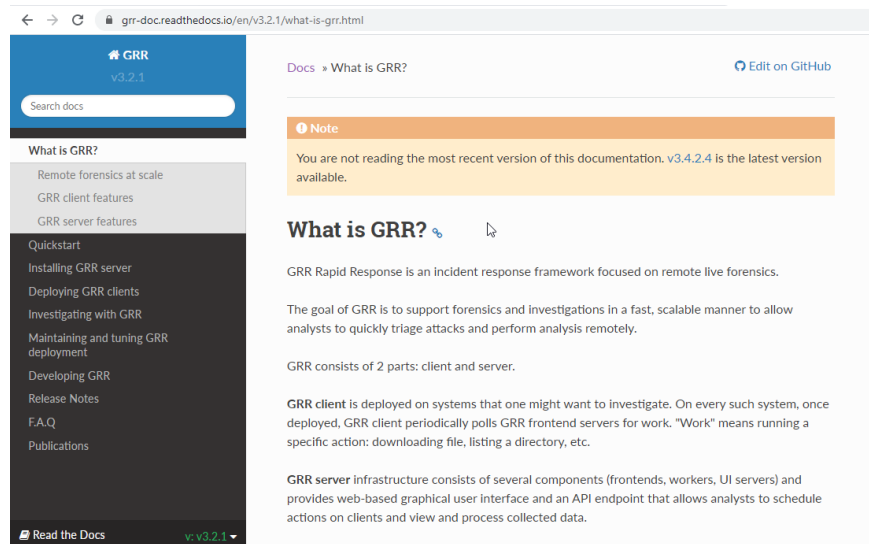 grr-doc.readthedocs.io/en/v3.2.1/what-is-grr.html
GRR
v3.2.1
Search docs
What is GRR?
Remote forensics at scale
GRR client features
GRR server features
Quickstart
Installing GRR server
Deploying GRR clients
Investigating with GRR
Maintaining and tuning GRR
deployment
Developing GRR
Release Notes
F.A.Q
Publications
Read the Docs
v: v3.2.1
Docs » What is GRR?
Edit on GitHub
Note
You are not reading the most recent version of this documentation. v3.4.2.4 is the latest version
available.
What is GRR?
GRR Rapid Response is an incident response framework focused on remote live forensics.
The goal of GRR is to support forensics and investigations in a fast, scalable manner to allow
analysts to quickly triage attacks and perform analysis remotely.
GRR consists of 2 parts: client and server.
GRR client is deployed on systems that one might want to investigate. On every such system, once
deployed, GRR client periodically polls GRR frontend servers for work. "Work" means running a
specific action: downloading file, listing a directory, etc.
GRR server infrastructure consists of several components (frontends, workers, UI servers) and
provides web-based graphical user interface and an API endpoint that allows analysts to schedule
actions on clients and view and process collected data.